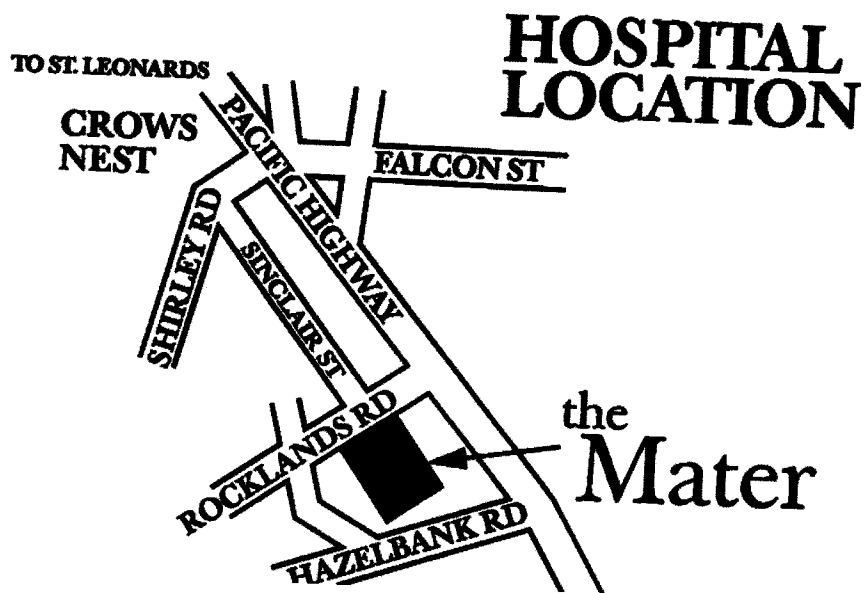 HOSPITAL
LOCATION
TO ST. LEONARDS
CROWS
NEST
PACIFIC HIGHWAY
FALCON ST
SHIRLEY RD
SINCLAIR ST
ROCKLANDS RD
the
Mater
HAZELBANK RD